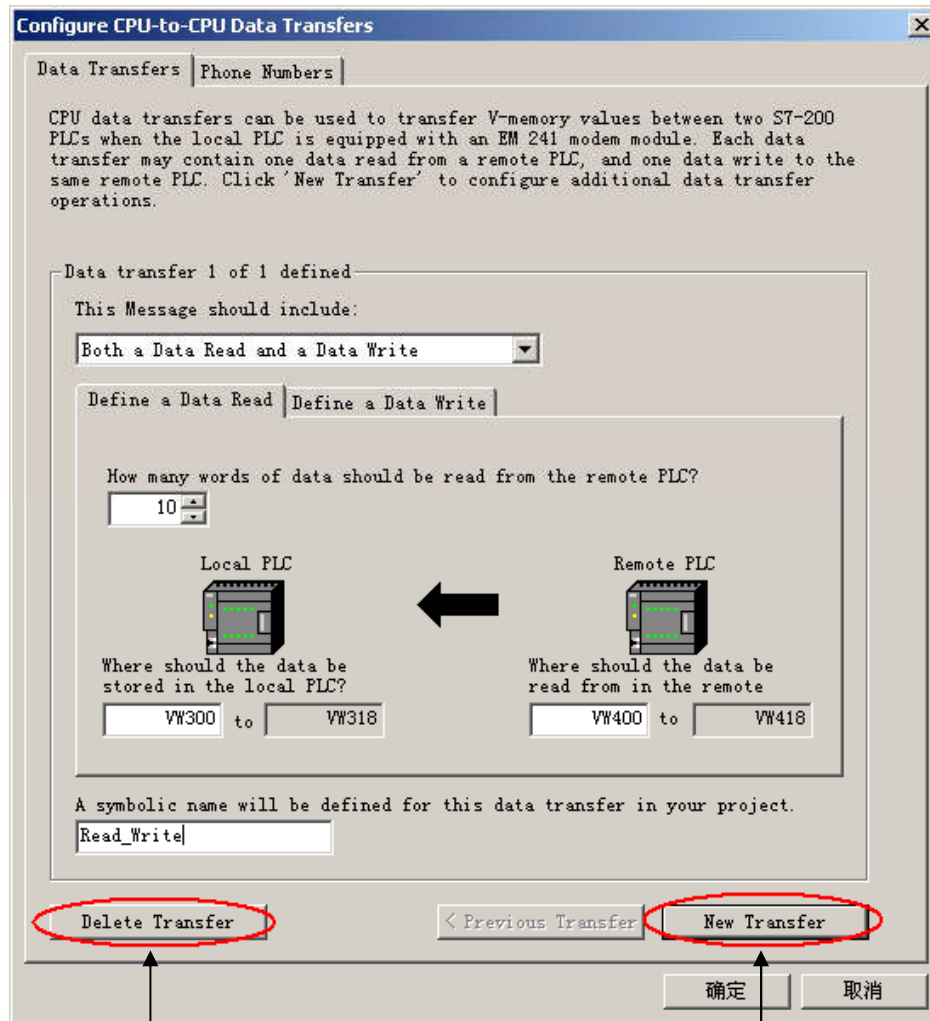 Configure CPU-to-CPU Data Transfers
Data Transfers
Phone Numbers
CPU data transfers can be used to transfer V-memory values between two S7-200
PLCs when the local PLC is equipped with an EM 241 modem module. Each data
transfer may contain one data read from a remote PLC, and one data write to the
same remote PLC. Click 'New Transfer' to configure additional data transfer
operations.
Data transfer 1 of 1 defined
This Message should include:
Both a Data Read and a Data Write
Define a Data Read
Define a Data Write
How many words of data should be read from the remote PLC?
10
Local PLC
Remote PLC
Where should the data be
stored in the local PLC?
Where should the data be
read from in the remote
VW300 to VW318
VW400 to VW418
A symbolic name will be defined for this data transfer in your project.
Read_Write
Delete Transfer
< Previous Transfer
New Transfer
确定
取消